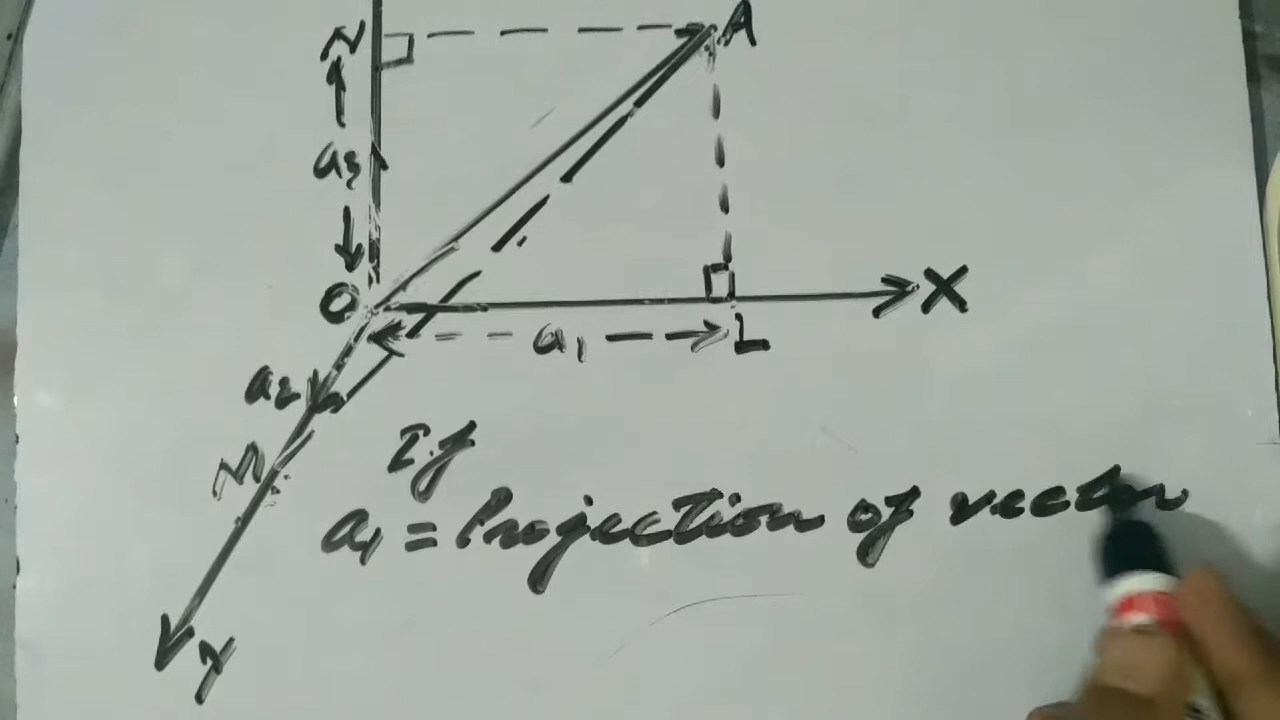 N
A
a3
O
X
a1
L
a2
M
If
a1 = Projection of vector
Y